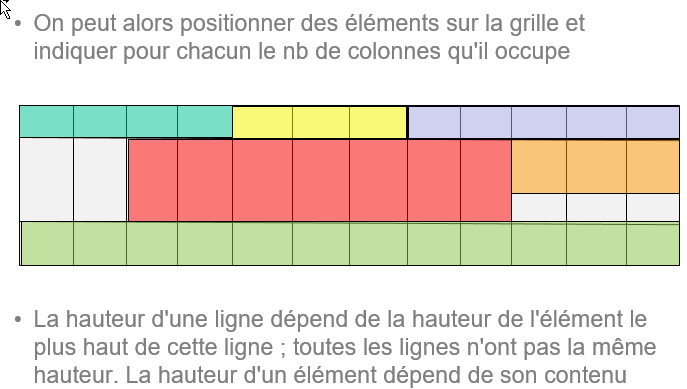 • On peut alors positionner des éléments sur la grille et
indiquer pour chacun le nb de colonnes qu'il occupe
• La hauteur d'une ligne dépend de la hauteur de l'élément le
plus haut de cette ligne ; toutes les lignes n'ont pas la même
hauteur. La hauteur d'un élément dépend de son contenu